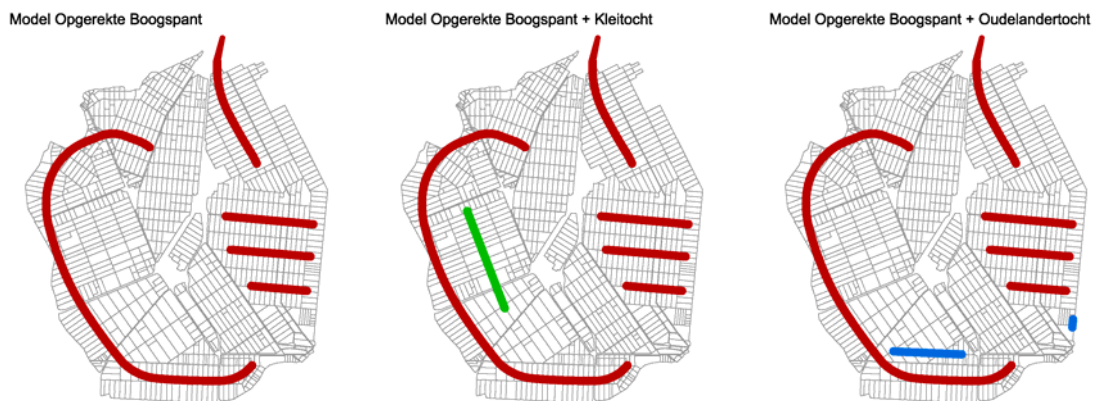 Model Opgerekte Boogspant
Model Opgerekte Boogspant + Kleitocht
Model Opgerekte Boogspant + Oudelandertocht